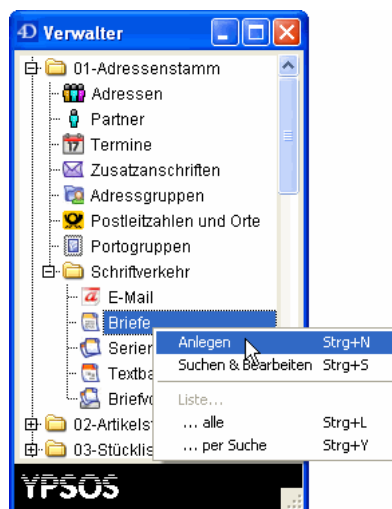 Verwalter
01-Adressenstamm
Adressen
Partner
17
Termine
Zusatzanschriften
Adressgruppen
Postleitzahlen und Orte
Portogruppen
Schriftverkehr
E-Mail
Briefe
Anlegen Strg+N
Suchen & Bearbeiten Strg+S
Liste...
... alle Strg+L
... per Suche Strg+Y
YPSOS